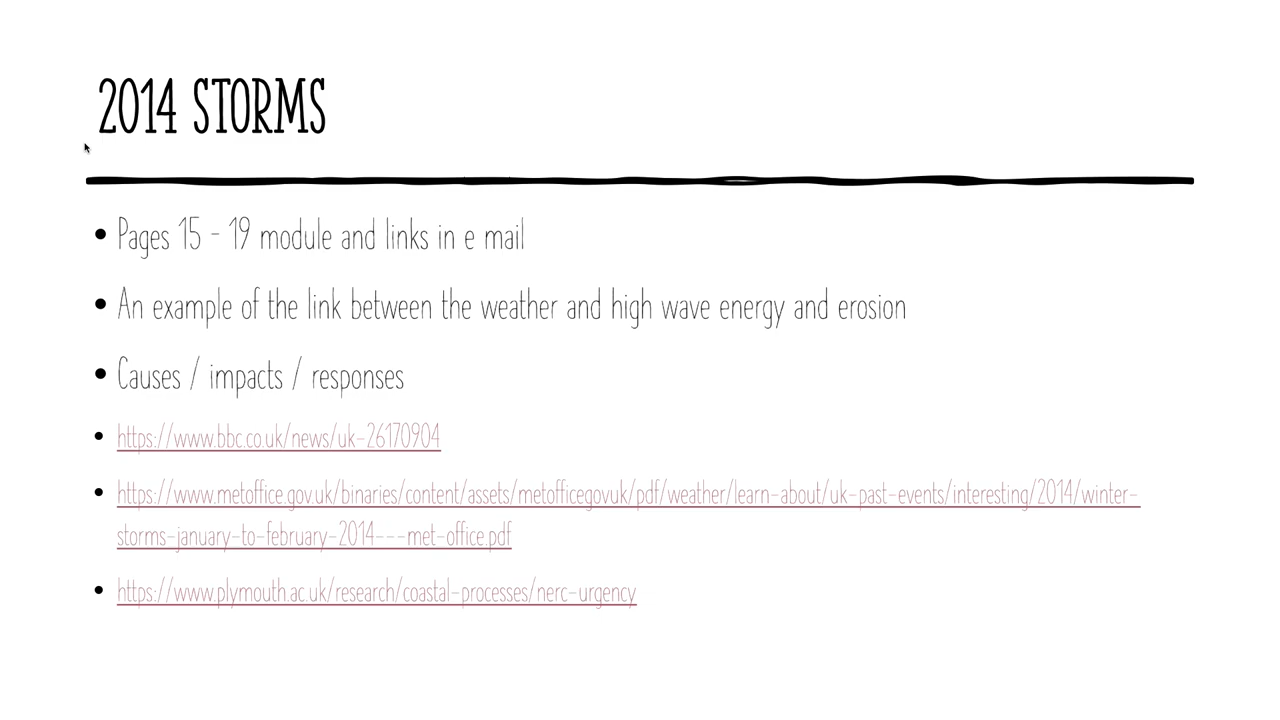 2014 STORMS
• Pages 15 - 19 module and links in e mail
• An example of the link between the weather and high wave energy and erosion
• Causes / impacts / responses
• https://www.bbc.co.uk/news/uk-26170904
• https://www.metoffice.gov.uk/binaries/content/assets/metofficegovuk/pdf/weather/learn-about/uk-past-events/interesting/2014/winter-
storms-january-to-february-2014---met-office.pdf
• https://www.plymouth.ac.uk/research/coastal-processes/nerc-urgency